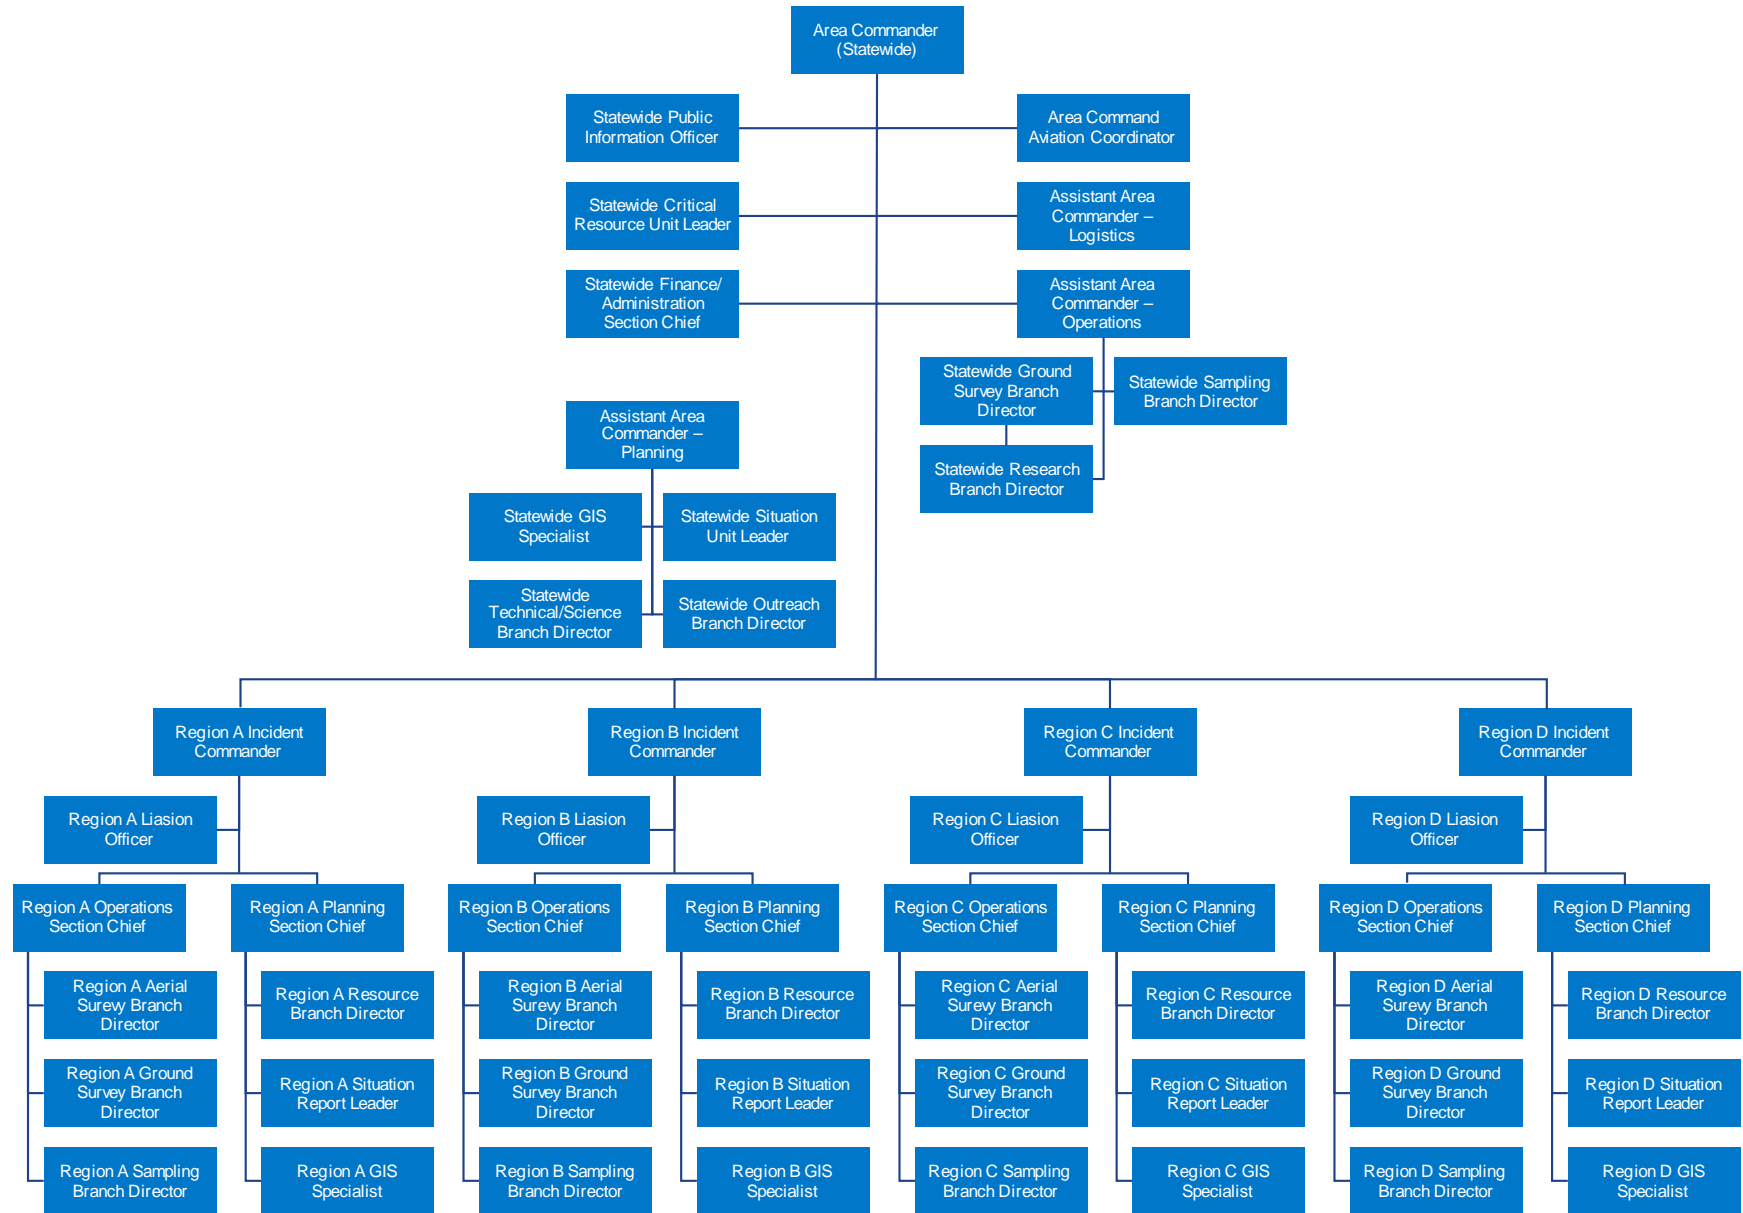 Area Commander
(Statewide)
Statewide Public
Information Officer
Area Command
Aviation Coordinator
Statewide Critical
Resource Unit Leader
Assistant Area
Commander –
Logistics
Statewide Finance/
Administration
Section Chief
Assistant Area
Commander –
Operations
Statewide Ground
Survey Branch
Director
Statewide Sampling
Branch Director
Statewide Research
Branch Director
Assistant Area
Commander –
Planning
Statewide GIS
Specialist
Statewide Situation
Unit Leader
Statewide
Technical/Science
Branch Director
Statewide Outreach
Branch Director
Region A Incident
Commander
Region B Incident
Commander
Region C Incident
Commander
Region D Incident
Commander
Region A Liasion
Officer
Region B Liasion
Officer
Region C Liasion
Officer
Region D Liasion
Officer
Region A Operations
Section Chief
Region A Planning
Section Chief
Region B Operations
Section Chief
Region B Planning
Section Chief
Region C Operations
Section Chief
Region C Planning
Section Chief
Region D Operations
Section Chief
Region D Planning
Section Chief
Region A Aerial
Surevy Branch
Director
Region A Resource
Branch Director
Region B Aerial
Surevy Branch
Director
Region B Resource
Branch Director
Region C Aerial
Surevy Branch
Director
Region C Resource
Branch Director
Region D Aerial
Surevy Branch
Director
Region D Resource
Branch Director
Region A Ground
Survey Branch
Director
Region A Situation
Report Leader
Region B Ground
Survey Branch
Director
Region B Situation
Report Leader
Region C Ground
Survey Branch
Director
Region C Situation
Report Leader
Region D Ground
Survey Branch
Director
Region D Situation
Report Leader
Region A Sampling
Branch Director
Region A GIS
Specialist
Region B Sampling
Branch Director
Region B GIS
Specialist
Region C Sampling
Branch Director
Region C GIS
Specialist
Region D Sampling
Branch Director
Region D GIS
Specialist